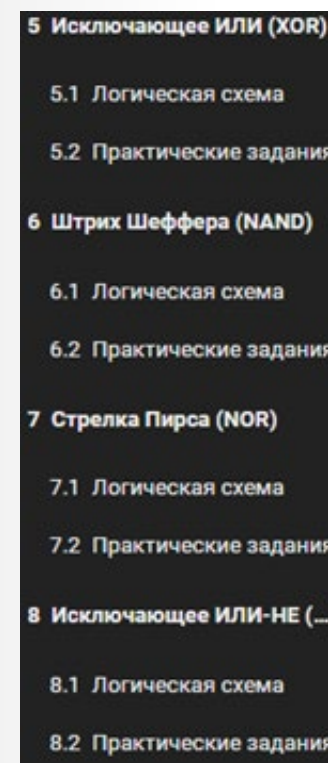 5 Исключающее ИЛИ (XOR)
5.1 Логическая схема
5.2 Практические задания
6 Штрих Шеффера (NAND)
6.1 Логическая схема
6.2 Практические задания
7 Стрелка Пирса (NOR)
7.1 Логическая схема
7.2 Практические задания
8 Исключающее ИЛИ-НЕ (...
8.1 Логическая схема
8.2 Практические задания